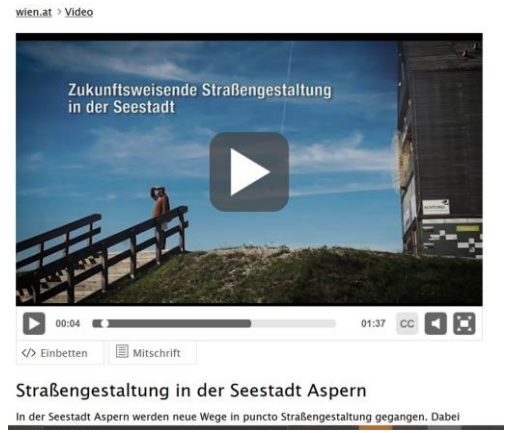 wien.at > Video
Zukunftsweisende Straßengestaltung
in der Seestadt
ACHTUNG!
00:04
01:37
CC
</> Einbetten
Mitschrift
Straßengestaltung in der Seestadt Aspern
In der Seestadt Aspern werden neue Wege in puncto Straßengestaltung gegangen. Dabei